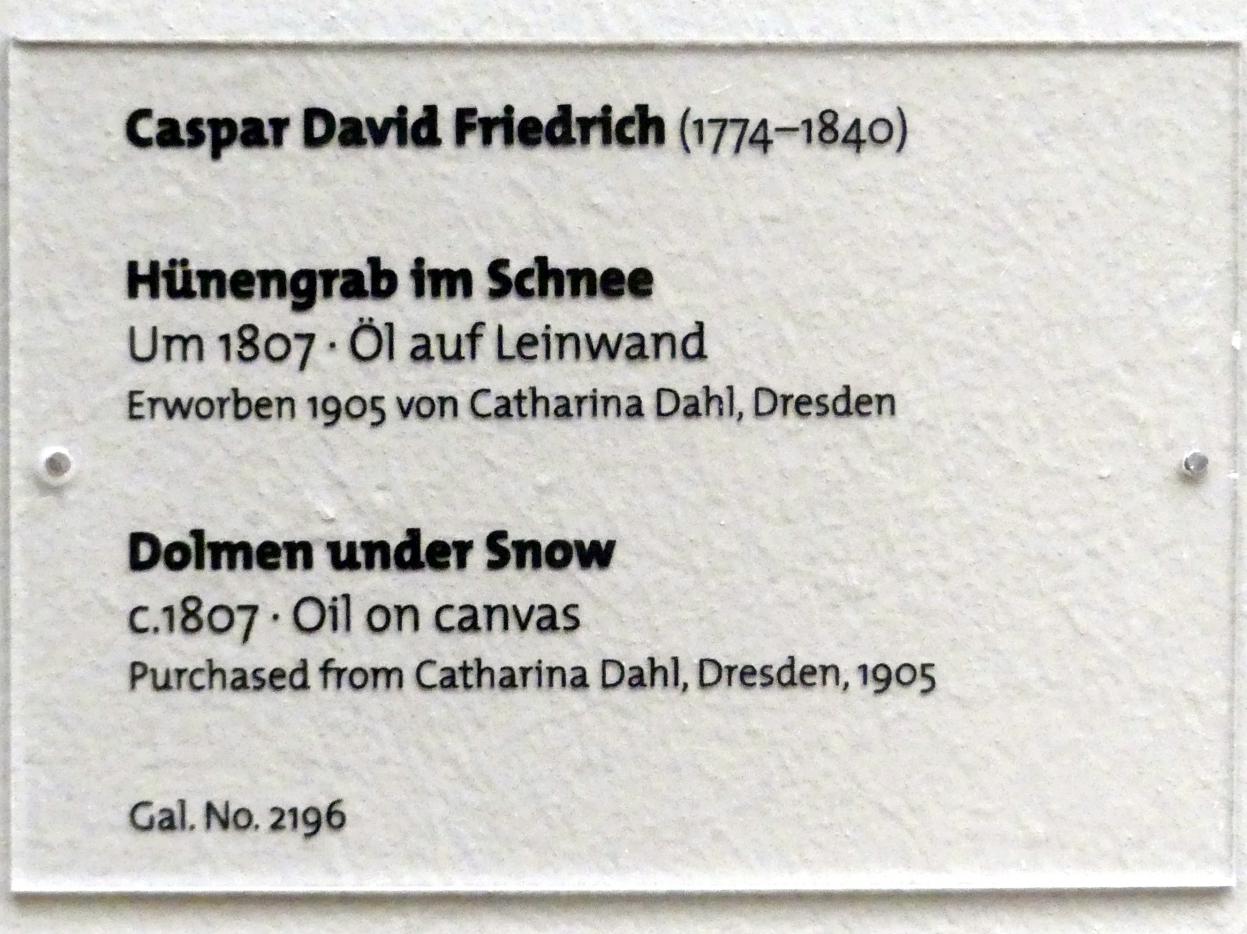 Caspar David Friedrich (1774–1840)
Hünengrab im Schnee
Um 1807 · Öl auf Leinwand
Erworben 1905 von Catharina Dahl, Dresden
Dolmen under Snow
c.1807 · Oil on canvas
Purchased from Catharina Dahl, Dresden, 1905
Gal. No. 2196